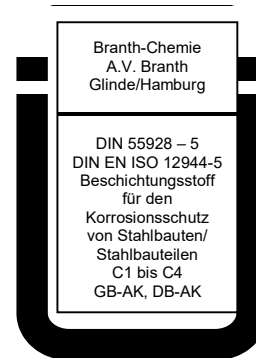 Branth-Chemie
A.V. Branth
Glinde/Hamburg
DIN 55928 – 5
DIN EN ISO 12944-5
Beschichtungsstoff
für den
Korrosionsschutz
von Stahlbauten/
Stahlbauteilen
C1 bis C4
GB-AK, DB-AK